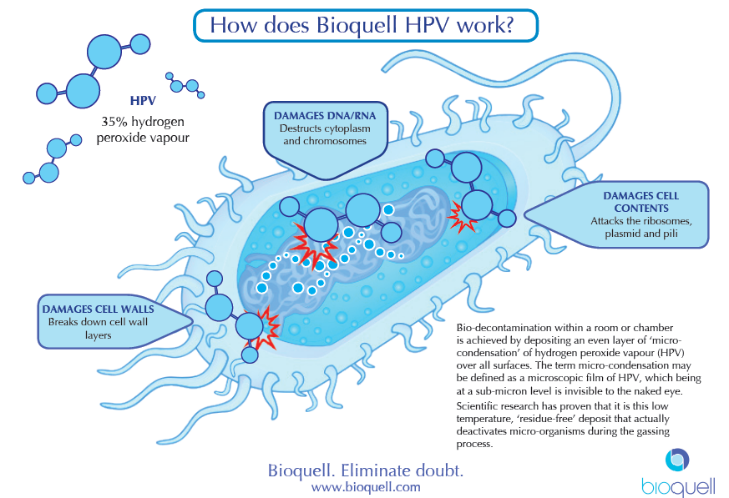 How does Bioquell HPV work?
HPV
35% hydrogen
peroxide vapour
DAMAGES DNA/RNA
Destructs cytoplasm
and chromosomes
DAMAGES CELL
CONTENTS
Attacks the ribosomes,
plasmid and pili
DAMAGES CELL WALLS
Breaks down cell wall
layers
Bio-decontamination within a room or chamber
is achieved by depositing an even layer of ‘micro-
condensation’ of hydrogen peroxide vapour (HPV)
over all surfaces. The term micro-condensation may
be defined as a microscopic film of HPV, which being
at a sub-micron level is invisible to the naked eye.
Scientific research has proven that it is this low
temperature, ‘residue-free’ deposit that actually
deactivates micro-organisms during the gassing
process.
Bioquell. Eliminate doubt.
www.bioquell.com
bioquell